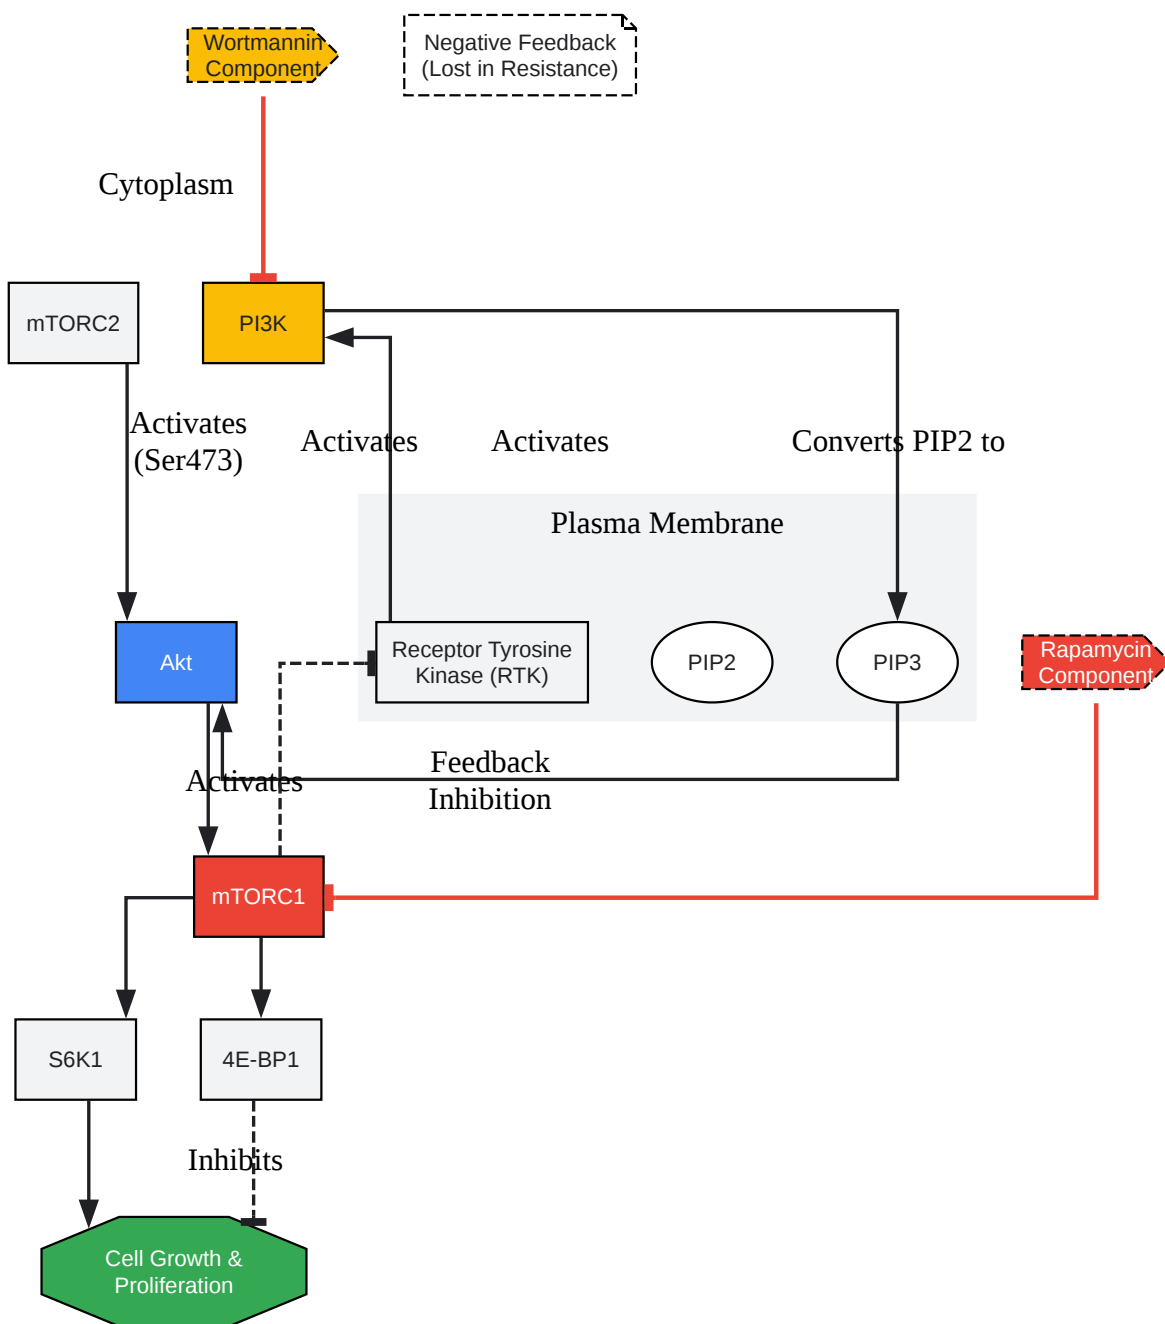 Wortmannin
Component
Negative Feedback
(Lost in Resistance)
Cytoplasm
mTORC2
PI3K
Activates
(Ser473)
Activates
Activates
Converts PIP2 to
Plasma Membrane
Akt
Receptor Tyrosine
Kinase (RTK)
PIP2
PIP3
Rapamycin
Component
Activates
Feedback
Inhibition
mTORC1
S6K1
4E-BP1
Inhibits
Cell Growth &
Proliferation